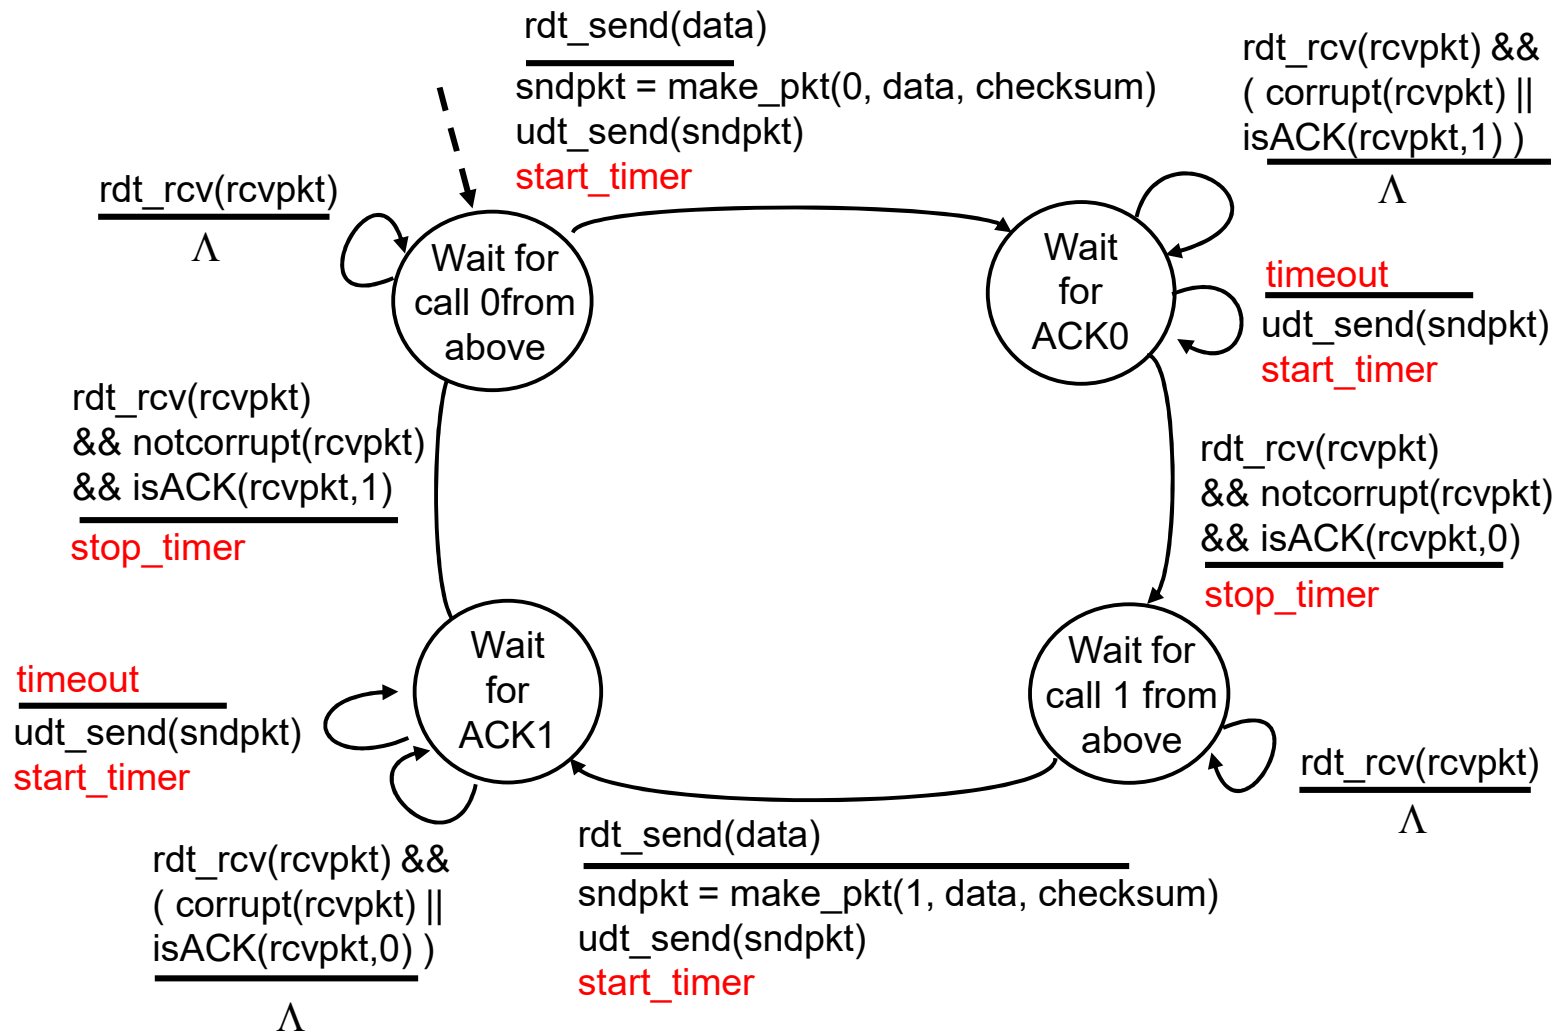 rdt_send(data)
sndpkt = make_pkt(0, data, checksum)
udt_send(sndpkt)
start_timer
rdt_rcv(rcvpkt) &&
( corrupt(rcvpkt) ||
isACK(rcvpkt,1) )
Λ
rdt_rcv(rcvpkt)
Λ
Wait for
call 0from
above
Wait
for
ACK0
timeout
udt_send(sndpkt)
start_timer
rdt_rcv(rcvpkt)
&& notcorrupt(rcvpkt)
&& isACK(rcvpkt,1)
stop_timer
rdt_rcv(rcvpkt)
&& notcorrupt(rcvpkt)
&& isACK(rcvpkt,0)
stop_timer
Wait
for
ACK1
Wait for
call 1 from
above
timeout
udt_send(sndpkt)
start_timer
rdt_rcv(rcvpkt)
Λ
rdt_rcv(rcvpkt) &&
( corrupt(rcvpkt) ||
isACK(rcvpkt,0) )
Λ
rdt_send(data)
sndpkt = make_pkt(1, data, checksum)
udt_send(sndpkt)
start_timer